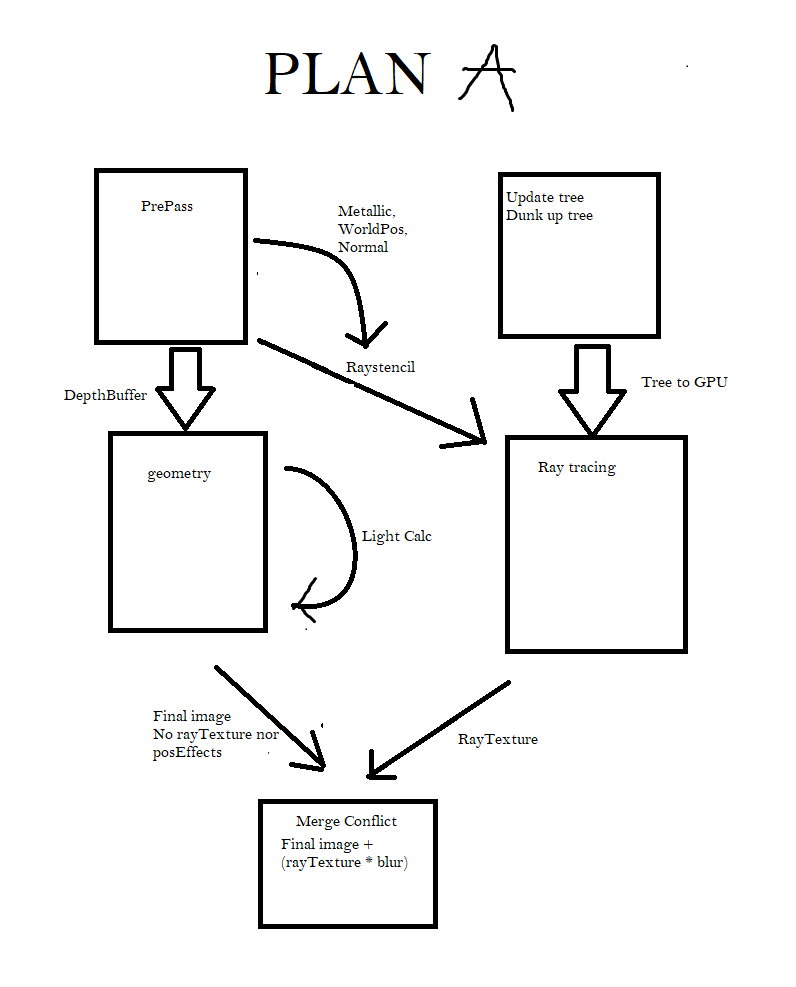 PLAN A
PrePass
Metallic,
WorldPos,
Normal
Update tree
Dunk up tree
Raystencil
DepthBuffer
Tree to GPU
geometry
Ray tracing
Light Calc
Final image
No rayTexture nor
posEffects
RayTexture
Merge Conflict
Final image +
(rayTexture * blur)